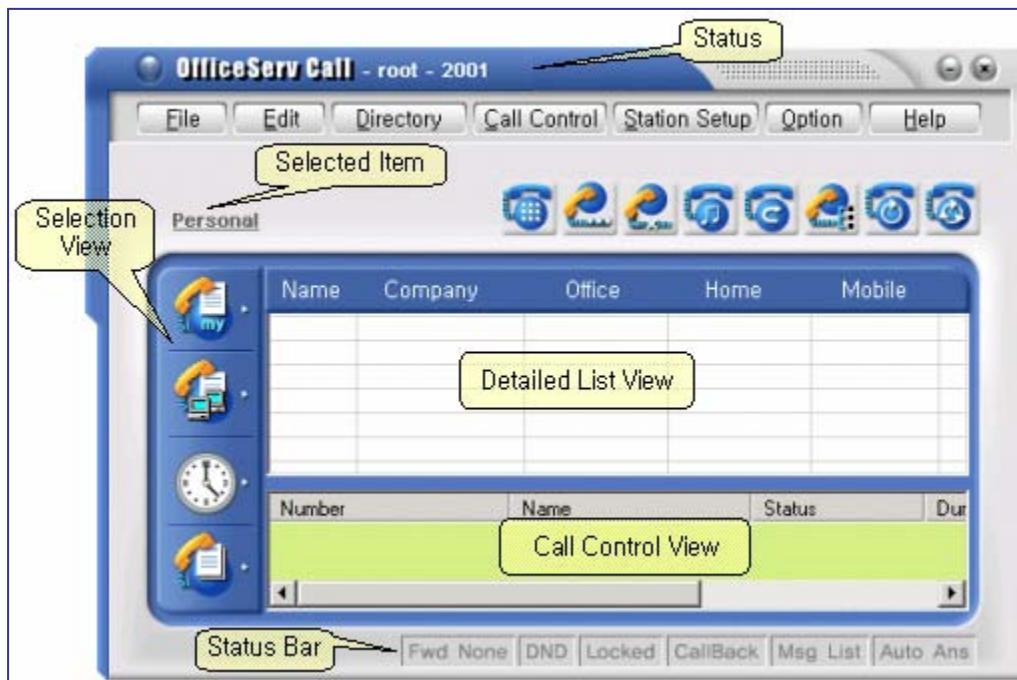 Status
OfficeServ Call - root - 2001
File Edit Directory Call Control Station Setup Option Help
Selected Item
Selection View
Personal
my
Name Company Office Home Mobile
Detailed List View
Number Name Status Dur
Call Control View
Status Bar
Fwd None DND Locked CallBack Msg List Auto Ans